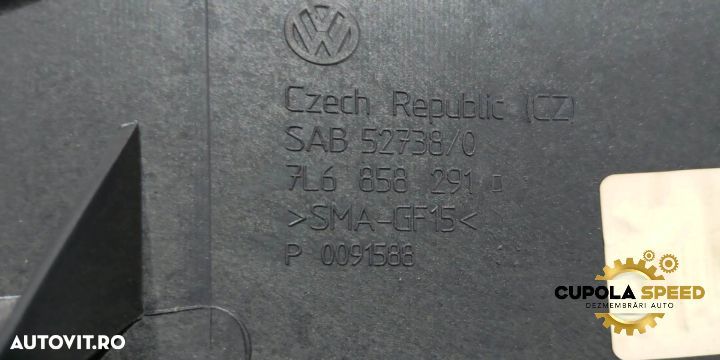 Czech Republic (CZ)
SAB 52738/0
7L6 858 291
>SMA-GF15<
P 0091588
CUPOLA SPEED
DEZMEMBRĂRI AUTO
AUTOVIT.RO